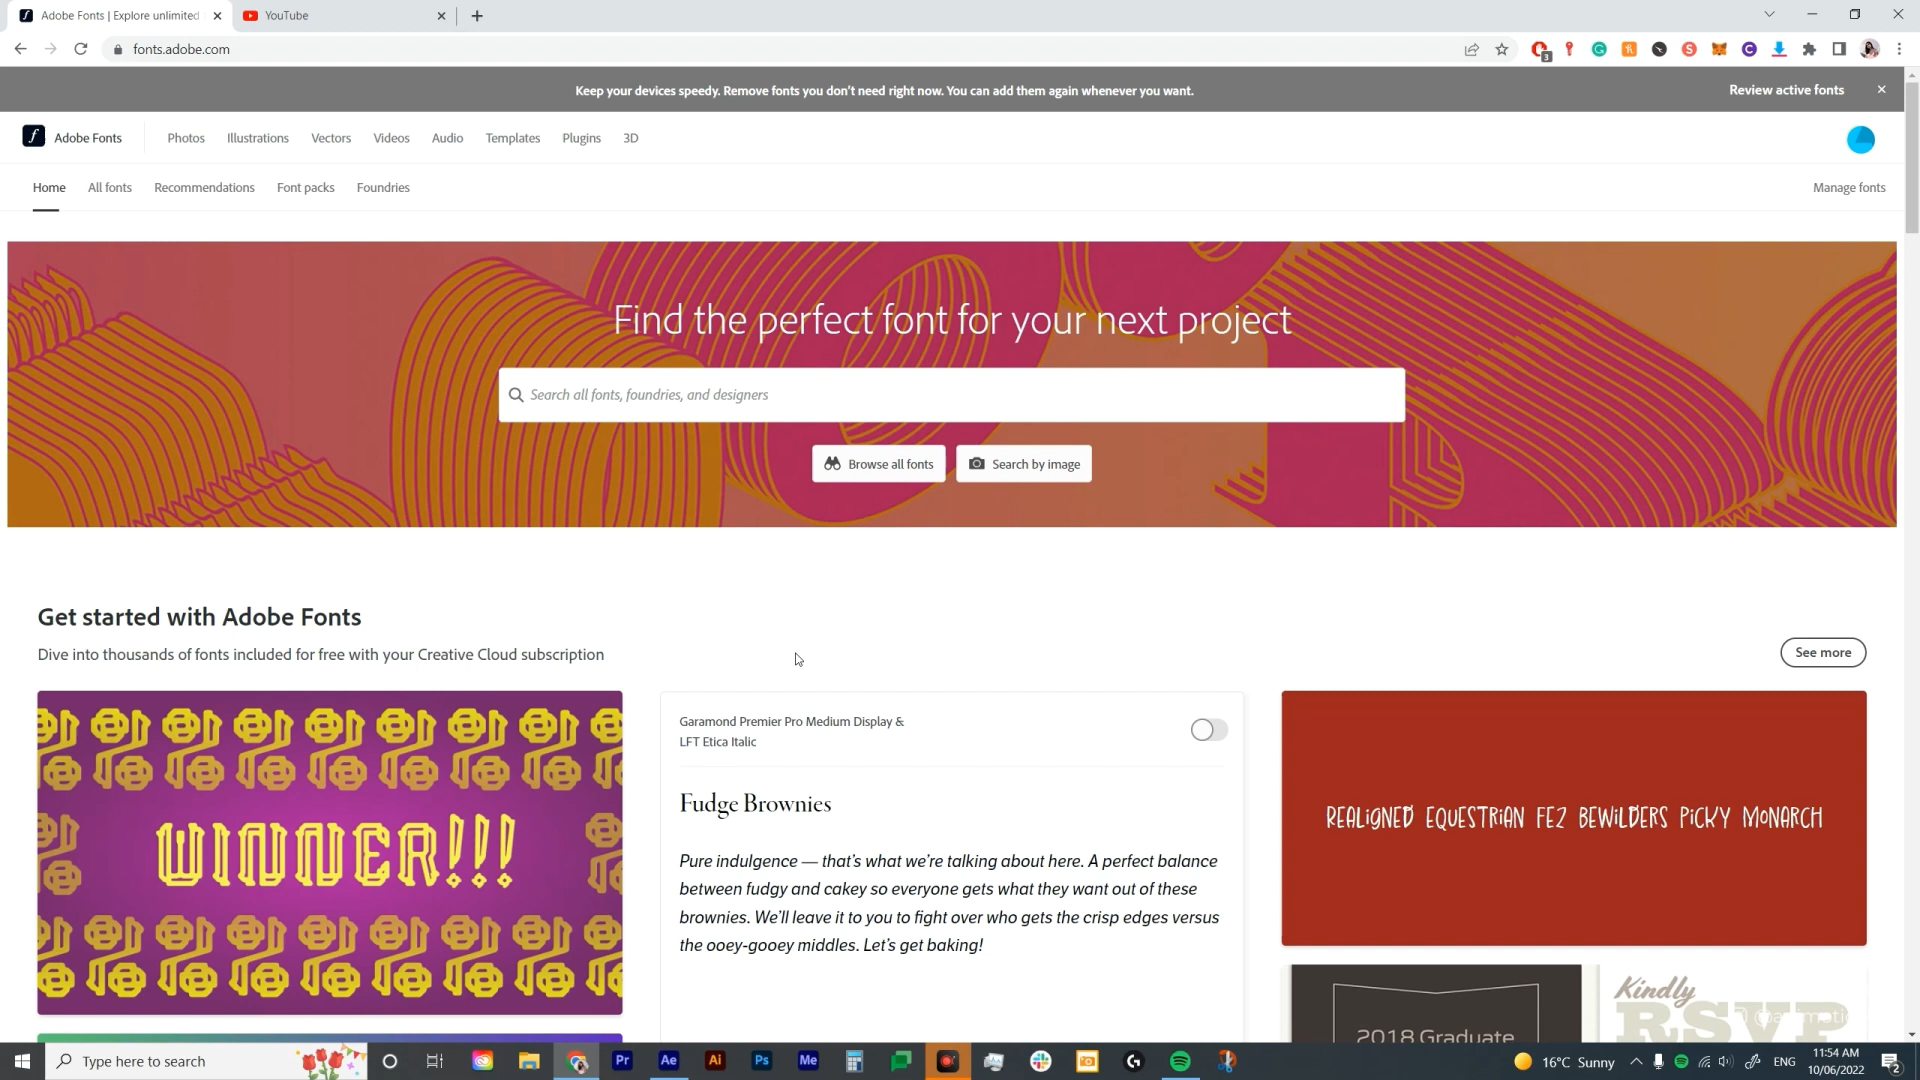 Adobe Fonts | Explore unlimited
YouTube
fonts.adobe.com
3
Keep your devices speedy. Remove fonts you don't need right now. You can add them again whenever you want.
Review active fonts
Adobe Fonts
Photos
Illustrations
Vectors
Videos
Audio
Templates
Plugins
3D
Home
All fonts
Recommendations
Font packs
Foundries
Manage fonts
Find the perfect font for your next project
Search all fonts, foundries, and designers
Browse all fonts
Search by image
Get started with Adobe Fonts
Dive into thousands of fonts included for free with your Creative Cloud subscription
See more
WINNER!!!
Garamond Premier Pro Medium Display &
LFT Etica Italic
Fudge Brownies
Pure indulgence — that's what we're talking about here. A perfect balance
between fudgy and cakey so everyone gets what they want out of these
brownies. We'll leave it to you to fight over who gets the crisp edges versus
the ooey-gooey middles. Let's get baking!
REALIGNED EQUESTRIAN FEZ BEWILDERS PICKY MONARCH
2018 Graduate
Kindly
RSVP
Type here to search
Pr
Ae
Ai
Ps
Me
16°C Sunny
ENG
11:54 AM
10/06/2022
2